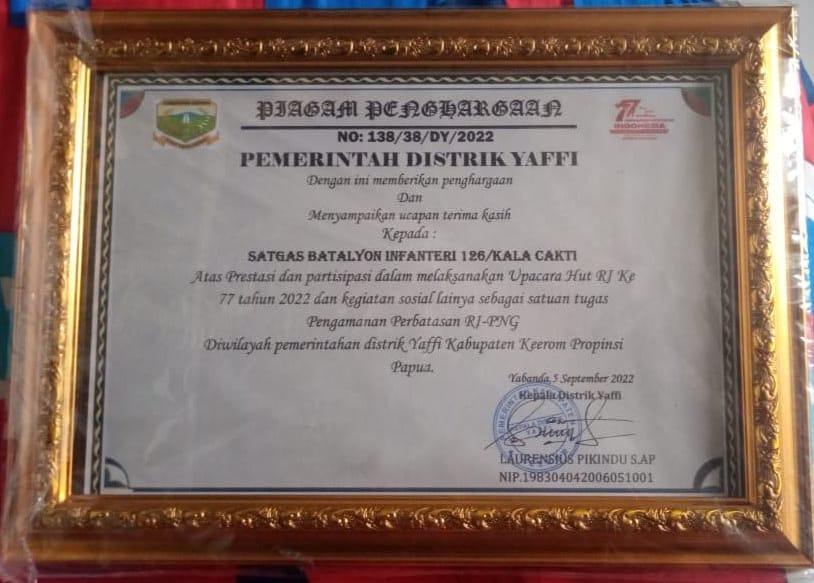 PIAGAM PENGHARGAAN
NO: 138/38/DY/2022
PEMERINTAH DISTRIK YAFFI
Dengan ini memberikan penghargaan
Dan
Menyampaikan ucapan terima kasih
Kepada :
SATGAS BATALYON INFANTERI 126/KALA CAKTI
Atas Prestasi dan partisipasi dalam melaksanakan Upacara Hut RI Ke
77 tahun 2022 dan kegiatan sosial lainya sebagai satuan tugas
Pengamanan Perbatasan RI-PNG
Diwilayah pemerintahan distrik Yaffi Kabupaten Keerom Propinsi
Papua.
Yabanda,5 September 2022
Kepala Distrik Yaffi
LAURENSIUS PIKINDU S.AP
NIP.198304042006051001
77
INDONESIA